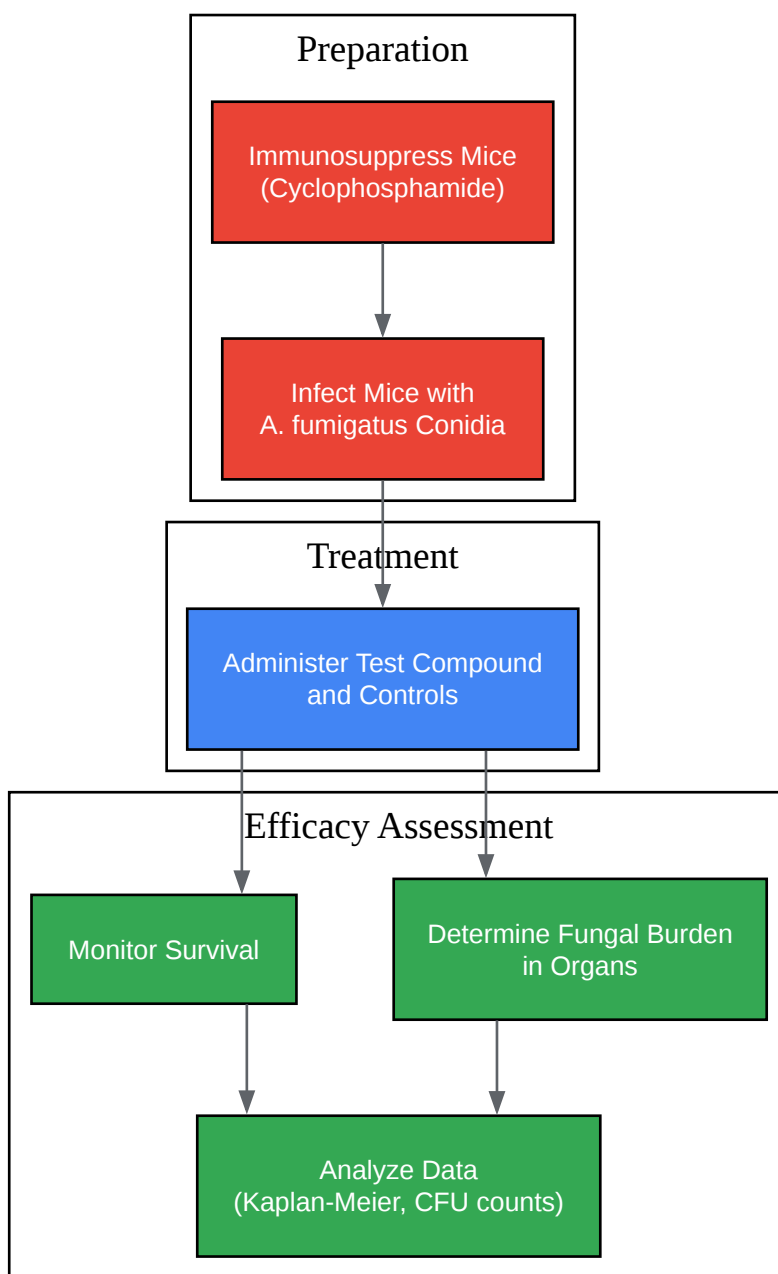 Preparation
Immunosuppress Mice
(Cyclophosphamide)
Infect Mice with
A. fumigatus Conidia
Treatment
Administer Test Compound
and Controls
Efficacy Assessment
Monitor Survival
Determine Fungal Burden
in Organs
Analyze Data
(Kaplan-Meier, CFU counts)